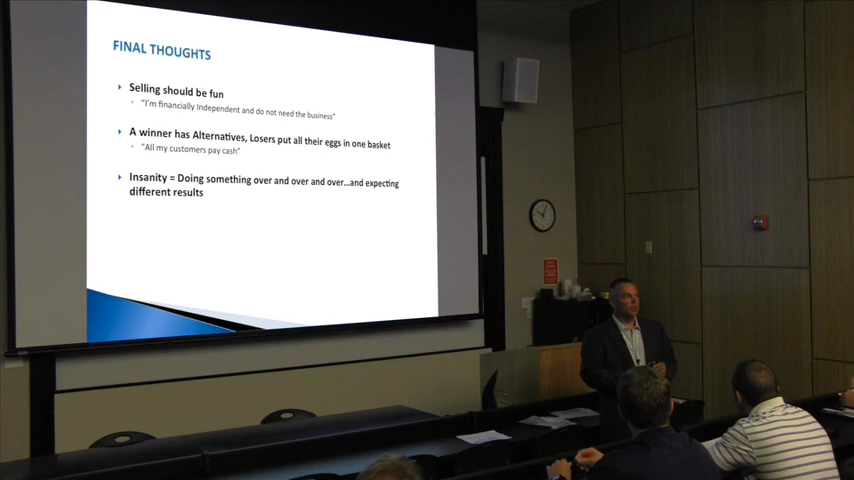 FINAL THOUGHTS
Selling should be fun
"I'm financially Independent and do not need the business"
A winner has Alternatives, Losers put all their eggs in one basket
"All my customers pay cash"
Insanity = Doing something over and over and over...and expecting
different results